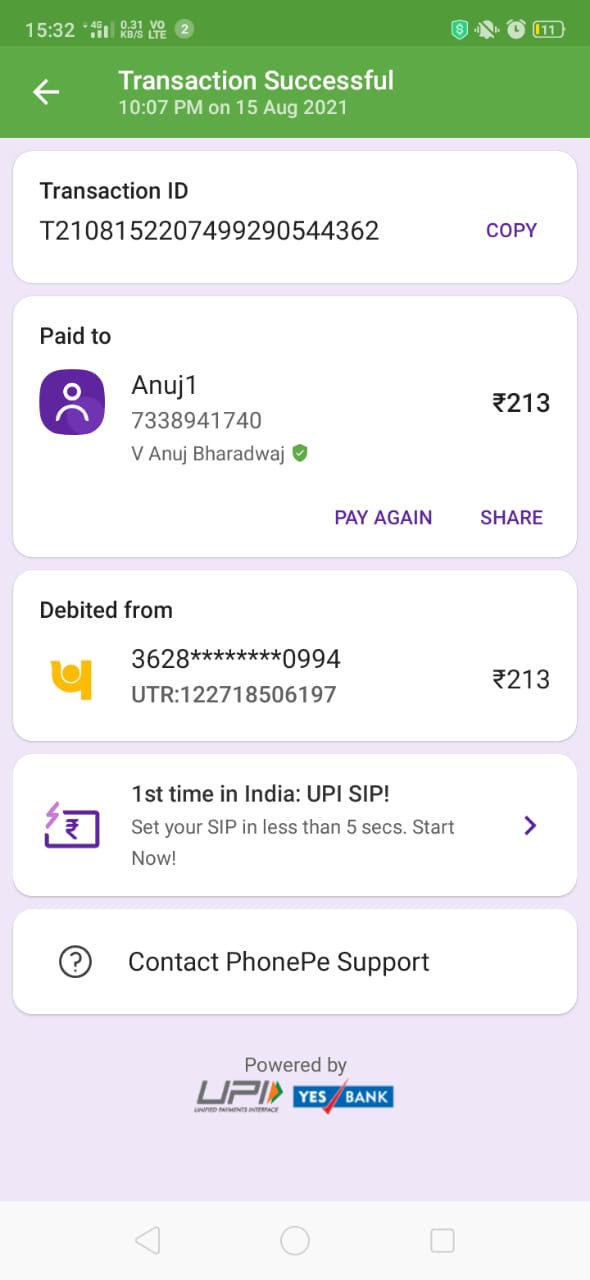 15:32 4G 0.31 KB/S VO LTE 2 11
Transaction Successful
10:07 PM on 15 Aug 2021
Transaction ID
T2108152207499290544362 COPY
Paid to
Anuj1
₹213
7338941740
V Anuj Bharadwaj
PAY AGAIN SHARE
Debited from
3628********0994
₹213
UTR:122718506197
1st time in India: UPI SIP!
Set your SIP in less than 5 secs. Start
Now!
Contact PhonePe Support
Powered by
UPI YES BANK
UNIFIED PAYMENTS INTERFACE